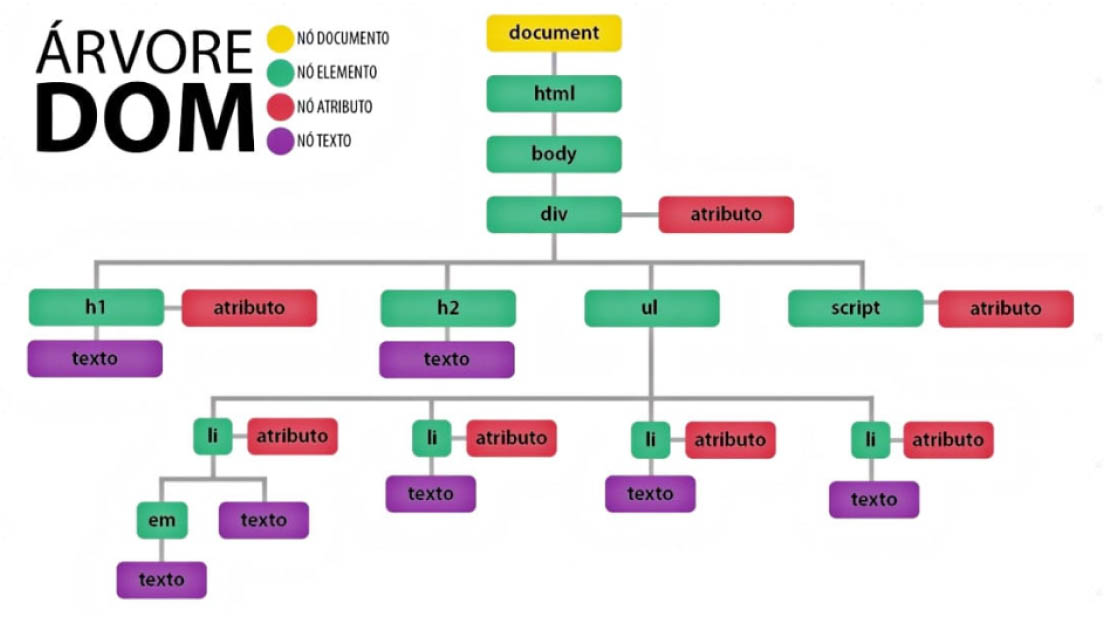 ÁRVORE
DOM
NÓ DOCUMENTO
NÓ ELEMENTO
NÓ ATRIBUTO
NÓ TEXTO
document
html
body
div
atributo
h1
atributo
h2
ul
script
atributo
texto
texto
li
atributo
li
atributo
li
atributo
li
atributo
em
texto
texto
texto
texto
texto